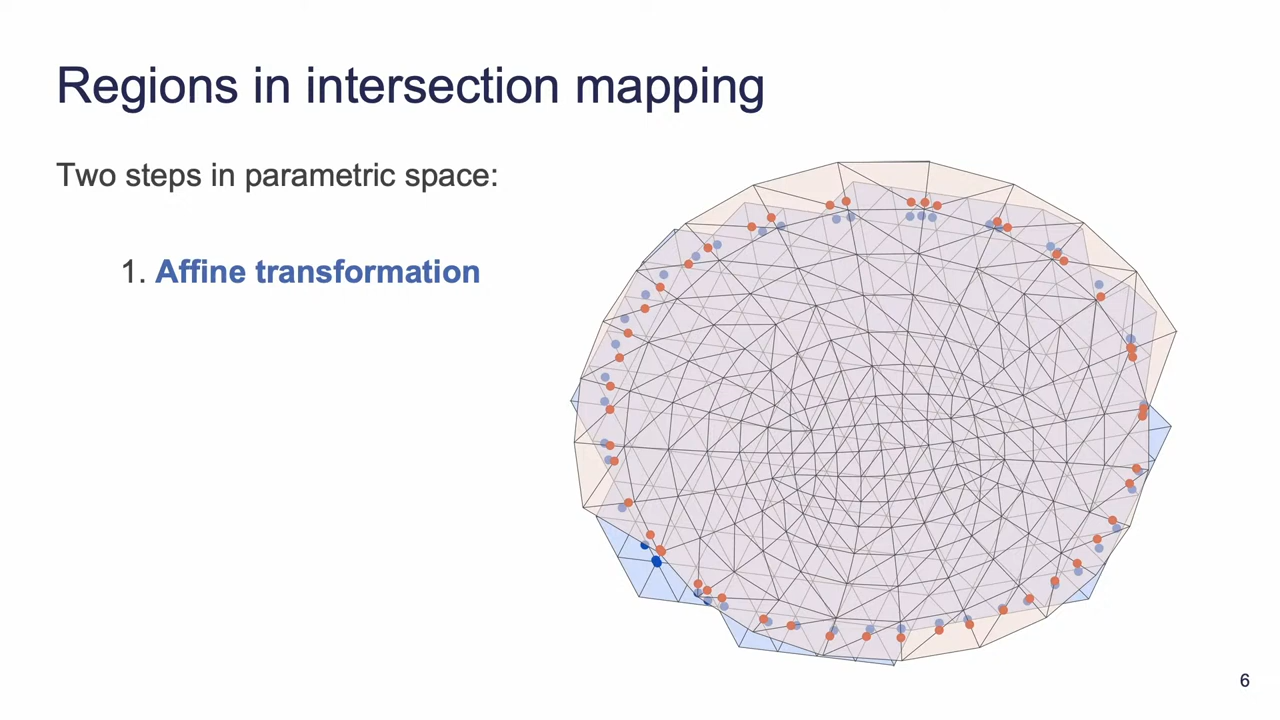 Regions in intersection mapping
Two steps in parametric space:
1. Affine transformation
6